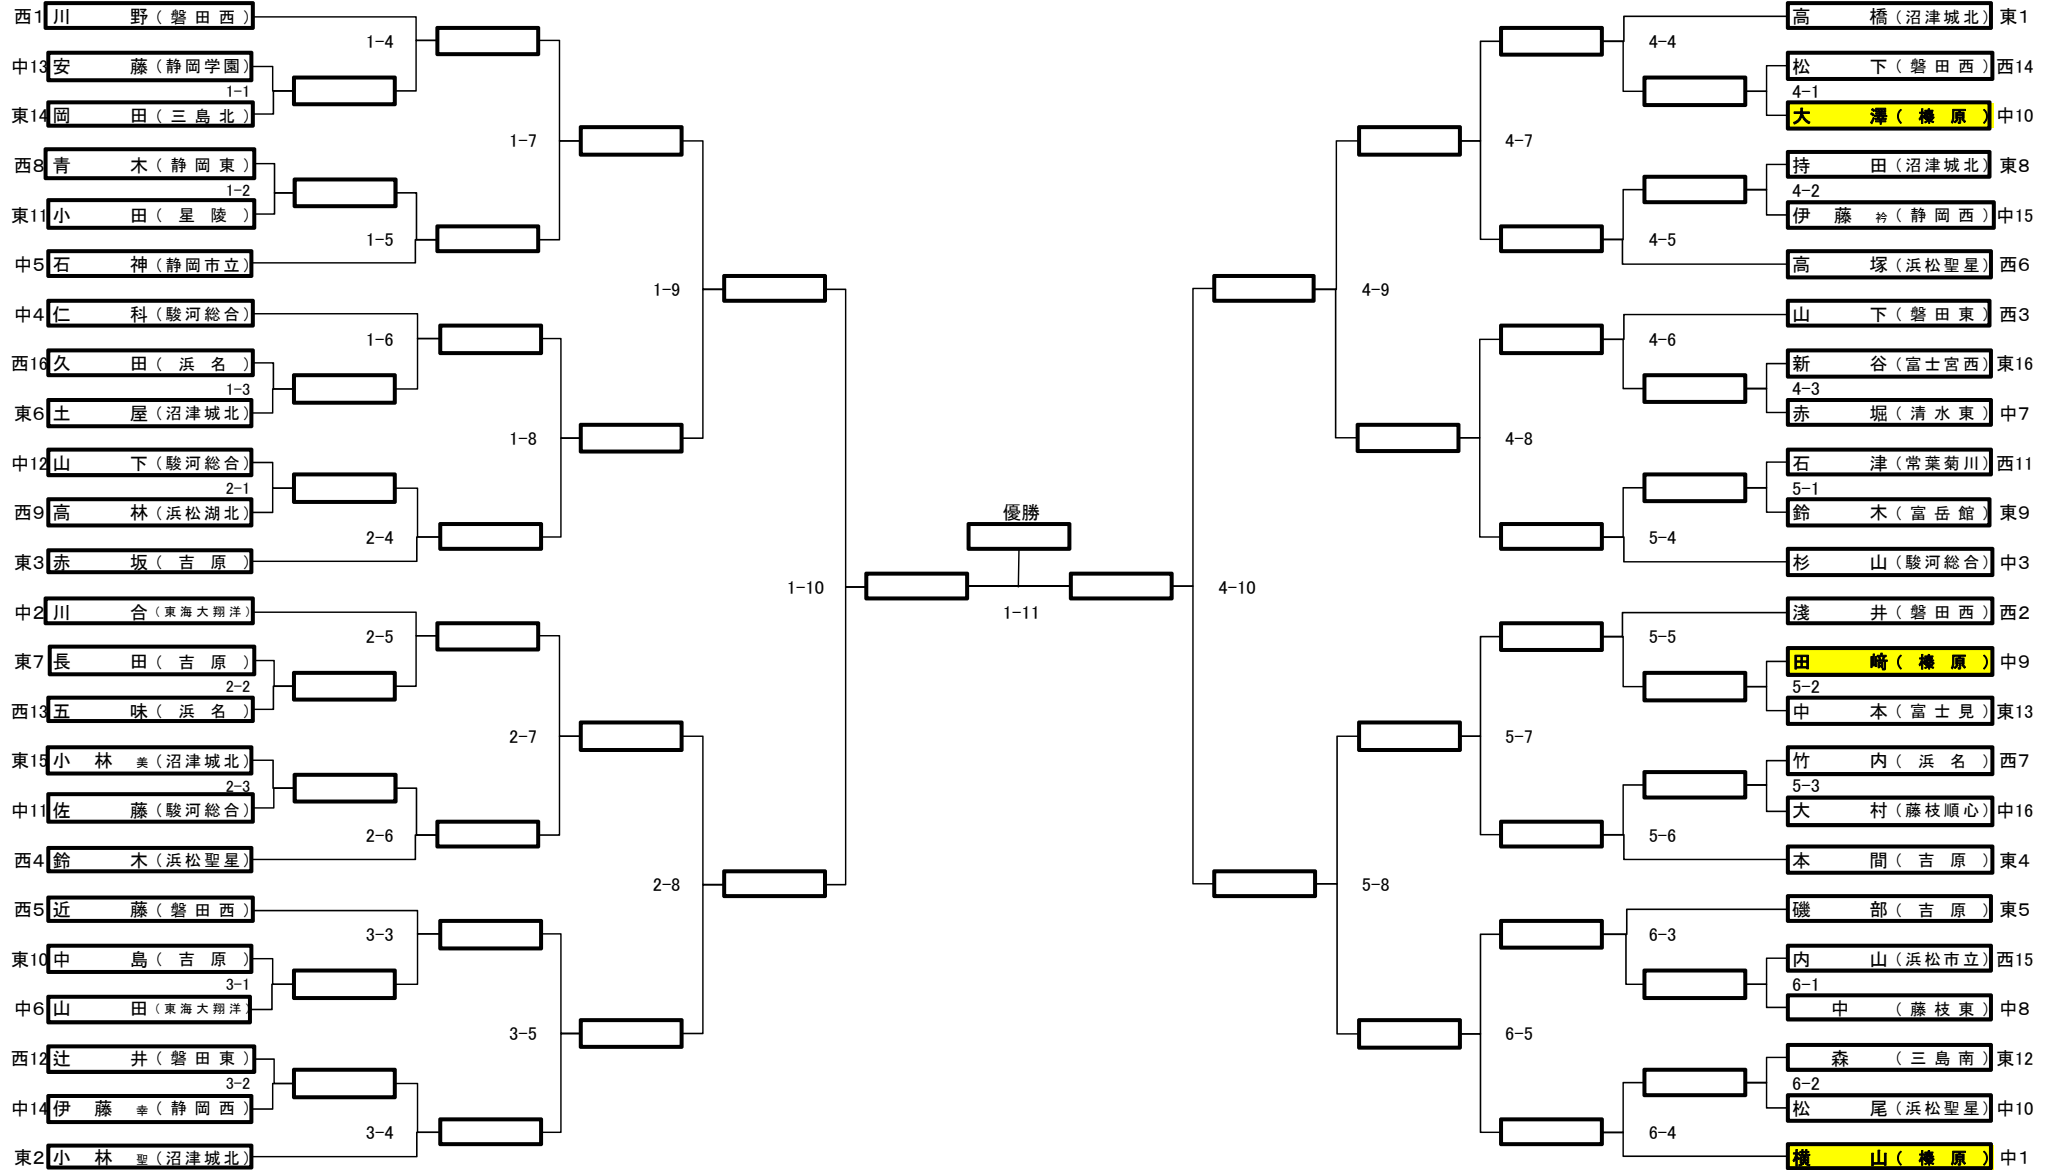 西1 川野(磐田西)
1-4
中13 安藤(静岡学園)
1-1
東14 岡田(三島北)
1-7
西8 青木(静岡東)
1-2
東11 小田(星陵)
1-5
中5 石神(静岡市立)
1-9
中4 仁科(駿河総合)
1-6
西16 久田(浜名)
1-3
東6 土屋(沼津城北)
1-8
中12 山下(駿河総合)
2-1
西9 高林(浜松湖北)
2-4
東3 赤坂(吉原)
1-10
中2 川合(東海大翔洋)
2-5
東7 長田(吉原)
2-2
西13 五味(浜名)
2-7
東15 小林美(沼津城北)
2-3
中11 佐藤(駿河総合)
2-6
西4 鈴木(浜松聖星)
2-8
西5 近藤(磐田西)
3-3
東10 中島(吉原)
3-1
中6 山田(東海大翔洋)
3-5
西12 辻井(磐田東)
3-2
中14 伊藤幸(静岡西)
3-4
東2 小林聖(沼津城北)
優勝
1-11
高橋(沼津城北) 東1
4-4
松下(磐田西) 西14
4-1
大澤(榛原) 中10
4-7
持田(沼津城北) 東8
4-2
伊藤衿(静岡西) 中15
4-5
高塚(浜松聖星) 西6
4-9
山下(磐田東) 西3
4-6
新谷(富士宮西) 東16
4-3
赤堀(清水東) 中7
4-8
石津(常葉菊川) 西11
5-1
鈴木(富岳館) 東9
5-4
杉山(駿河総合) 中3
4-10
淺井(磐田西) 西2
5-5
田﨑(榛原) 中9
5-2
中本(富士見) 東13
5-7
竹内(浜名) 西7
5-3
大村(藤枝順心) 中16
5-6
本間(吉原) 東4
5-8
磯部(吉原) 東5
6-3
内山(浜松市立) 西15
6-1
中(藤枝東) 中8
6-5
森(三島南) 東12
6-2
松尾(浜松聖星) 中10
6-4
横山(榛原) 中1